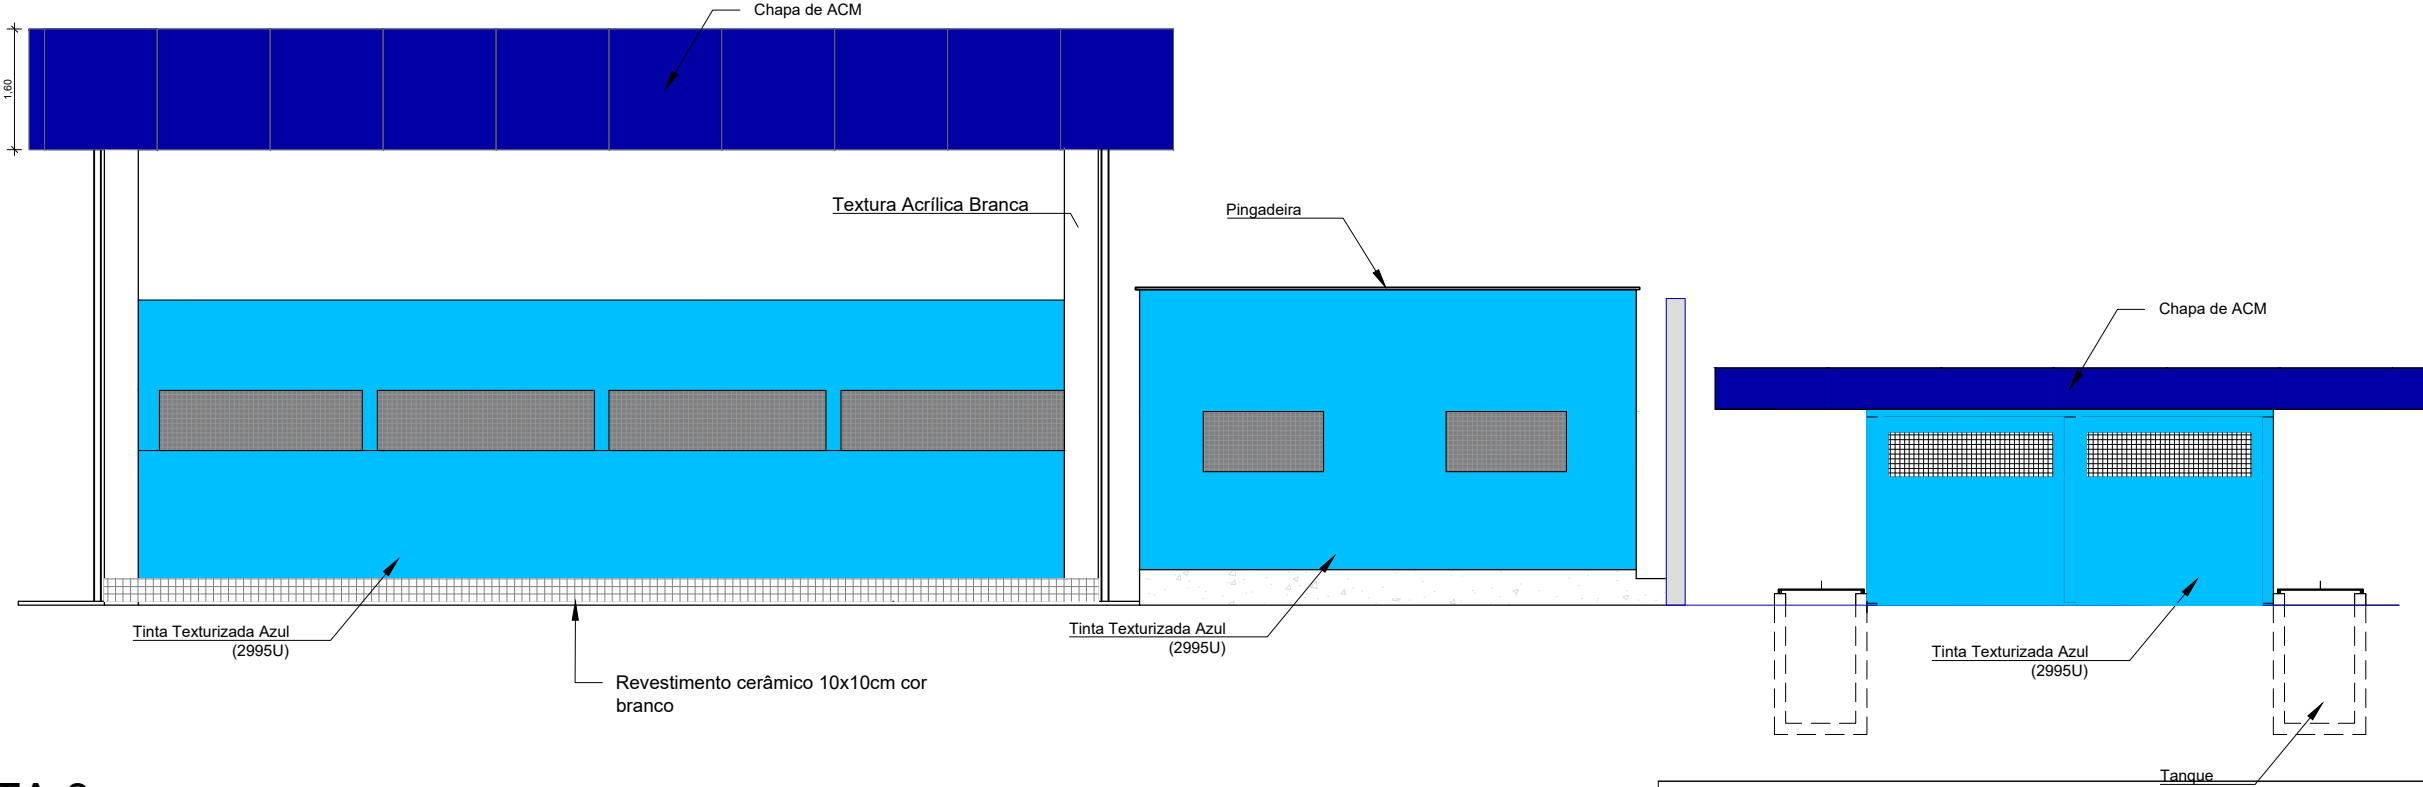 Chapa de ACM
1,60
Textura Acrílica Branca
Pingadeira
Chapa de ACM
Tinta Texturizada Azul
(2995U)
Tinta Texturizada Azul
(2995U)
Tinta Texturizada Azul
(2995U)
Revestimento cerâmico 10x10cm cor
branco
Tanque